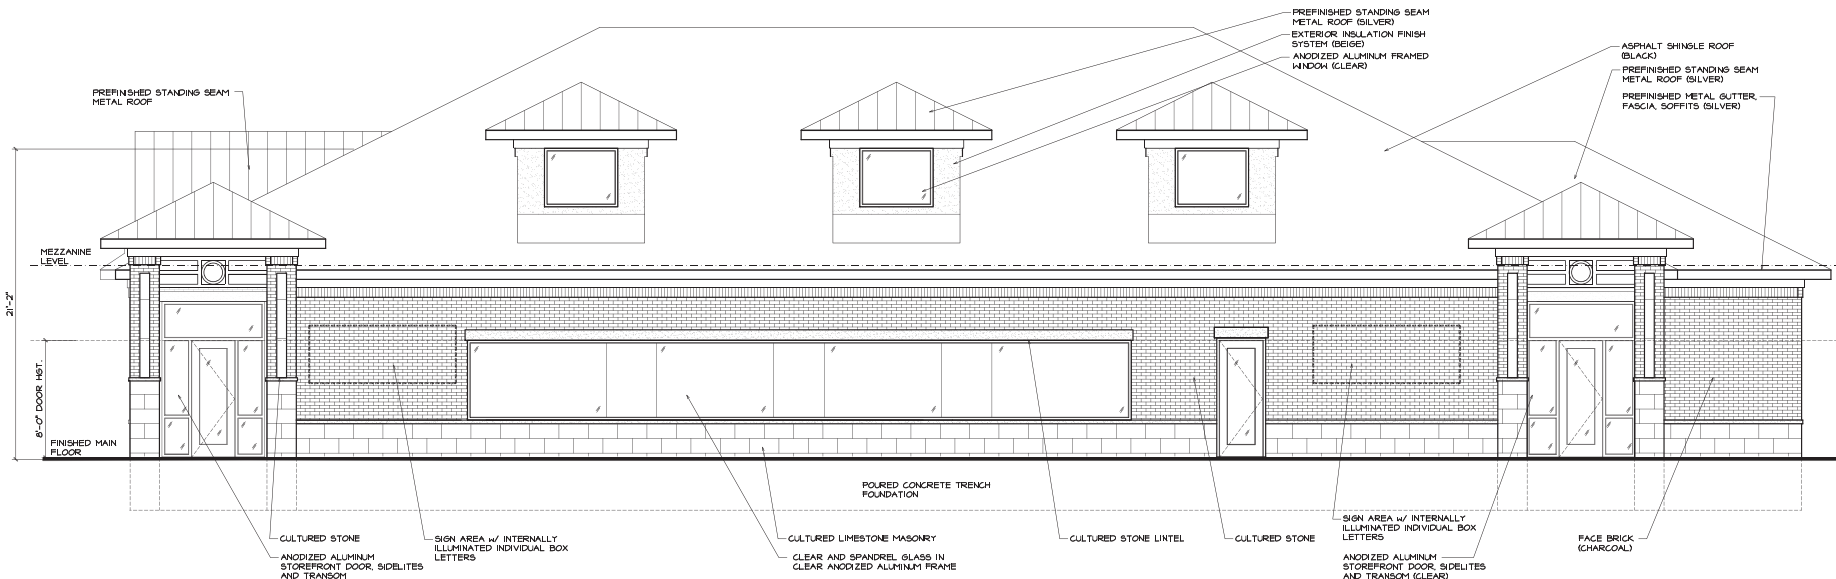 PREFINISHED STANDING SEAM
METAL ROOF (SILVER)
EXTERIOR INSULATION FINISH
SYSTEM (BEIGE)
ANODIZED ALUMINUM FRAMED
WINDOW (CLEAR)
ASPHALT SHINGLE ROOF
(BLACK)
PREFINISHED STANDING SEAM
METAL ROOF (SILVER)
PREFINISHED METAL GUTTER,
FASCIA, SOFFITS (SILVER)
PREFINISHED STANDING SEAM
METAL ROOF
MEZZANINE
LEVEL
21'-2"
8'-0" DOOR HGT.
FINISHED MAIN
FLOOR
POURED CONCRETE TRENCH
FOUNDATION
CULTURED STONE
ANODIZED ALUMINUM
STOREFRONT DOOR, SIDELITES
AND TRANSOM
SIGN AREA w/ INTERNALLY
ILLUMINATED INDIVIDUAL BOX
LETTERS
CULTURED LIMESTONE MASONRY
CLEAR AND SPANDREL GLASS IN
CLEAR ANODIZED ALUMINUM FRAME
CULTURED STONE LINTEL
CULTURED STONE
SIGN AREA w/ INTERNALLY
ILLUMINATED INDIVIDUAL BOX
LETTERS
ANODIZED ALUMINUM
STOREFRONT DOOR, SIDELITES
AND TRANSOM (CLEAR)
FACE BRICK
(CHARCOAL)